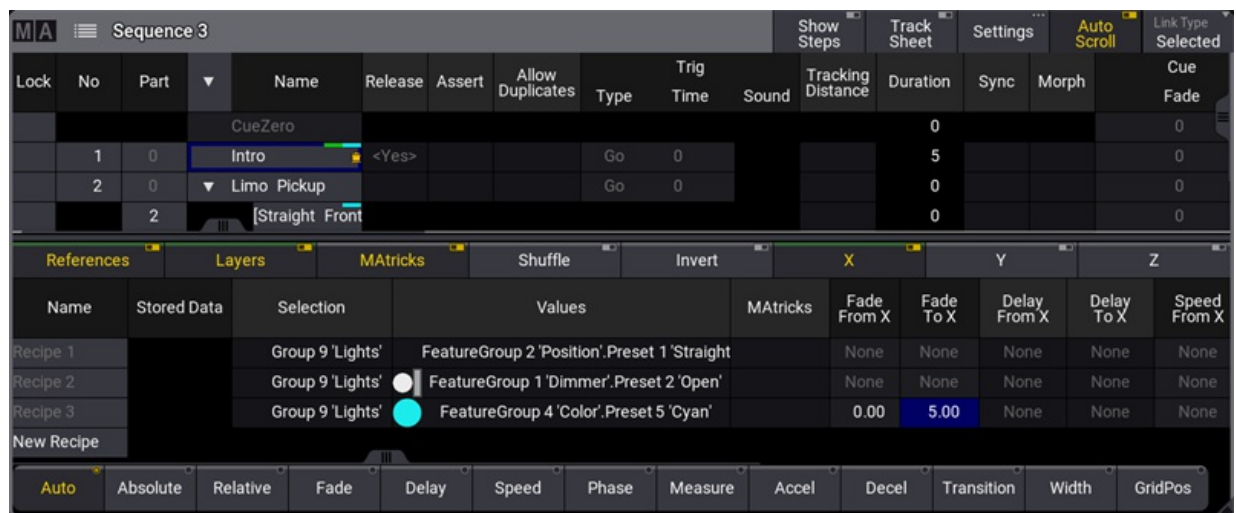 MA Sequence 3 Show Steps Track Sheet Settings Auto Scroll Link Type Selected
Lock No Part Name Release Assert Allow Duplicates Trig Type Time Sound Tracking Distance Duration Sync Morph Cue Fade
CueZero 0 0
1 0 Intro <Yes> Go 0 5 0
2 0 ▼ Limo Pickup Go 0 0 0
2 [Straight Front 0 0
References Layers MAtricks Shuffle Invert X Y Z
Name Stored Data Selection Values MAtricks Fade From X Fade To X Delay From X Delay To X Speed From X
Recipe 1 Group 9 'Lights' FeatureGroup 2 'Position'.Preset 1 'Straight None None None None None
Recipe 2 Group 9 'Lights' FeatureGroup 1 'Dimmer'.Preset 2 'Open' None None None None None
Recipe 3 Group 9 'Lights' FeatureGroup 4 'Color'.Preset 5 'Cyan' 0.00 5.00 None None None
New Recipe
Auto Absolute Relative Fade Delay Speed Phase Measure Accel Decel Transition Width GridPos